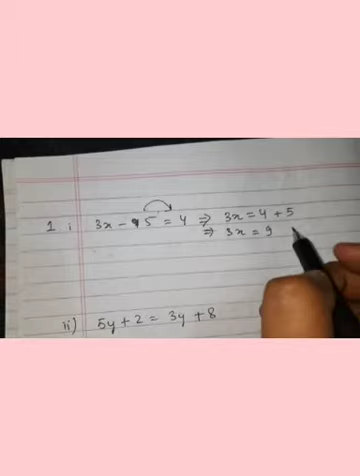 1 i 3x - 5 = 4 ⇒ 3x = 4 + 5
⇒ 3x = 9
ii) 5y + 2 = 3y + 8